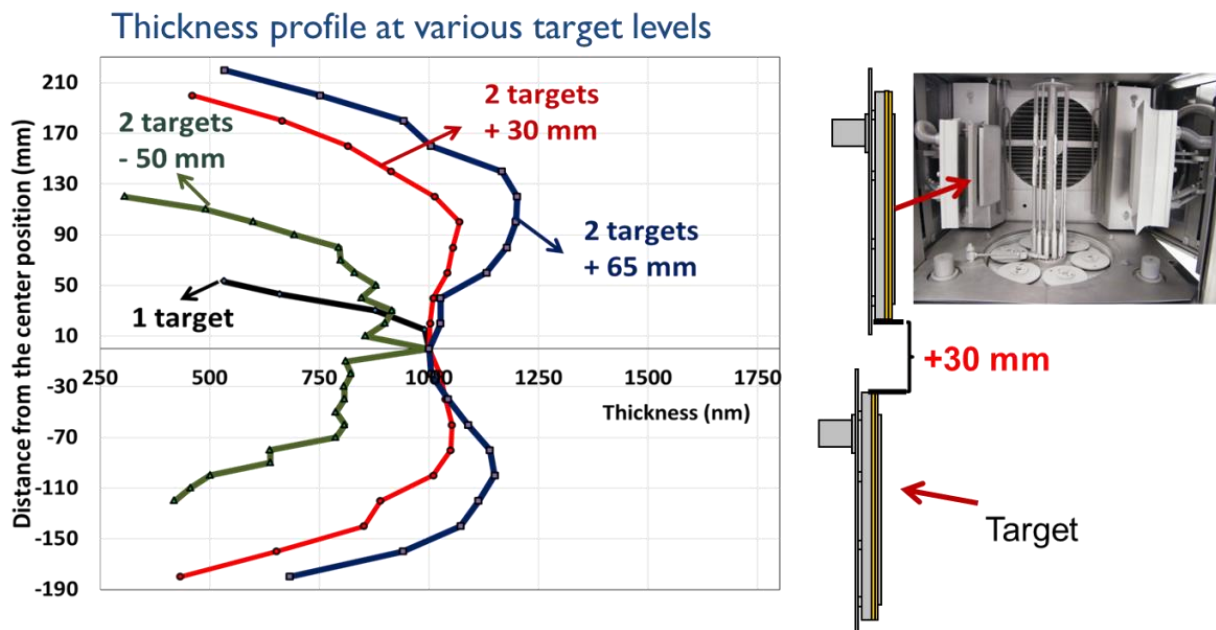 Thickness profile at various target levels
210
170
130
90
50
10
-30
-70
-110
-150
-190
250
500
750
1000
1250
1500
1750
Distance from the center position (mm)
Thickness (nm)
2 targets
- 50 mm
2 targets
+ 30 mm
2 targets
+ 65 mm
1 target
+30 mm
Target